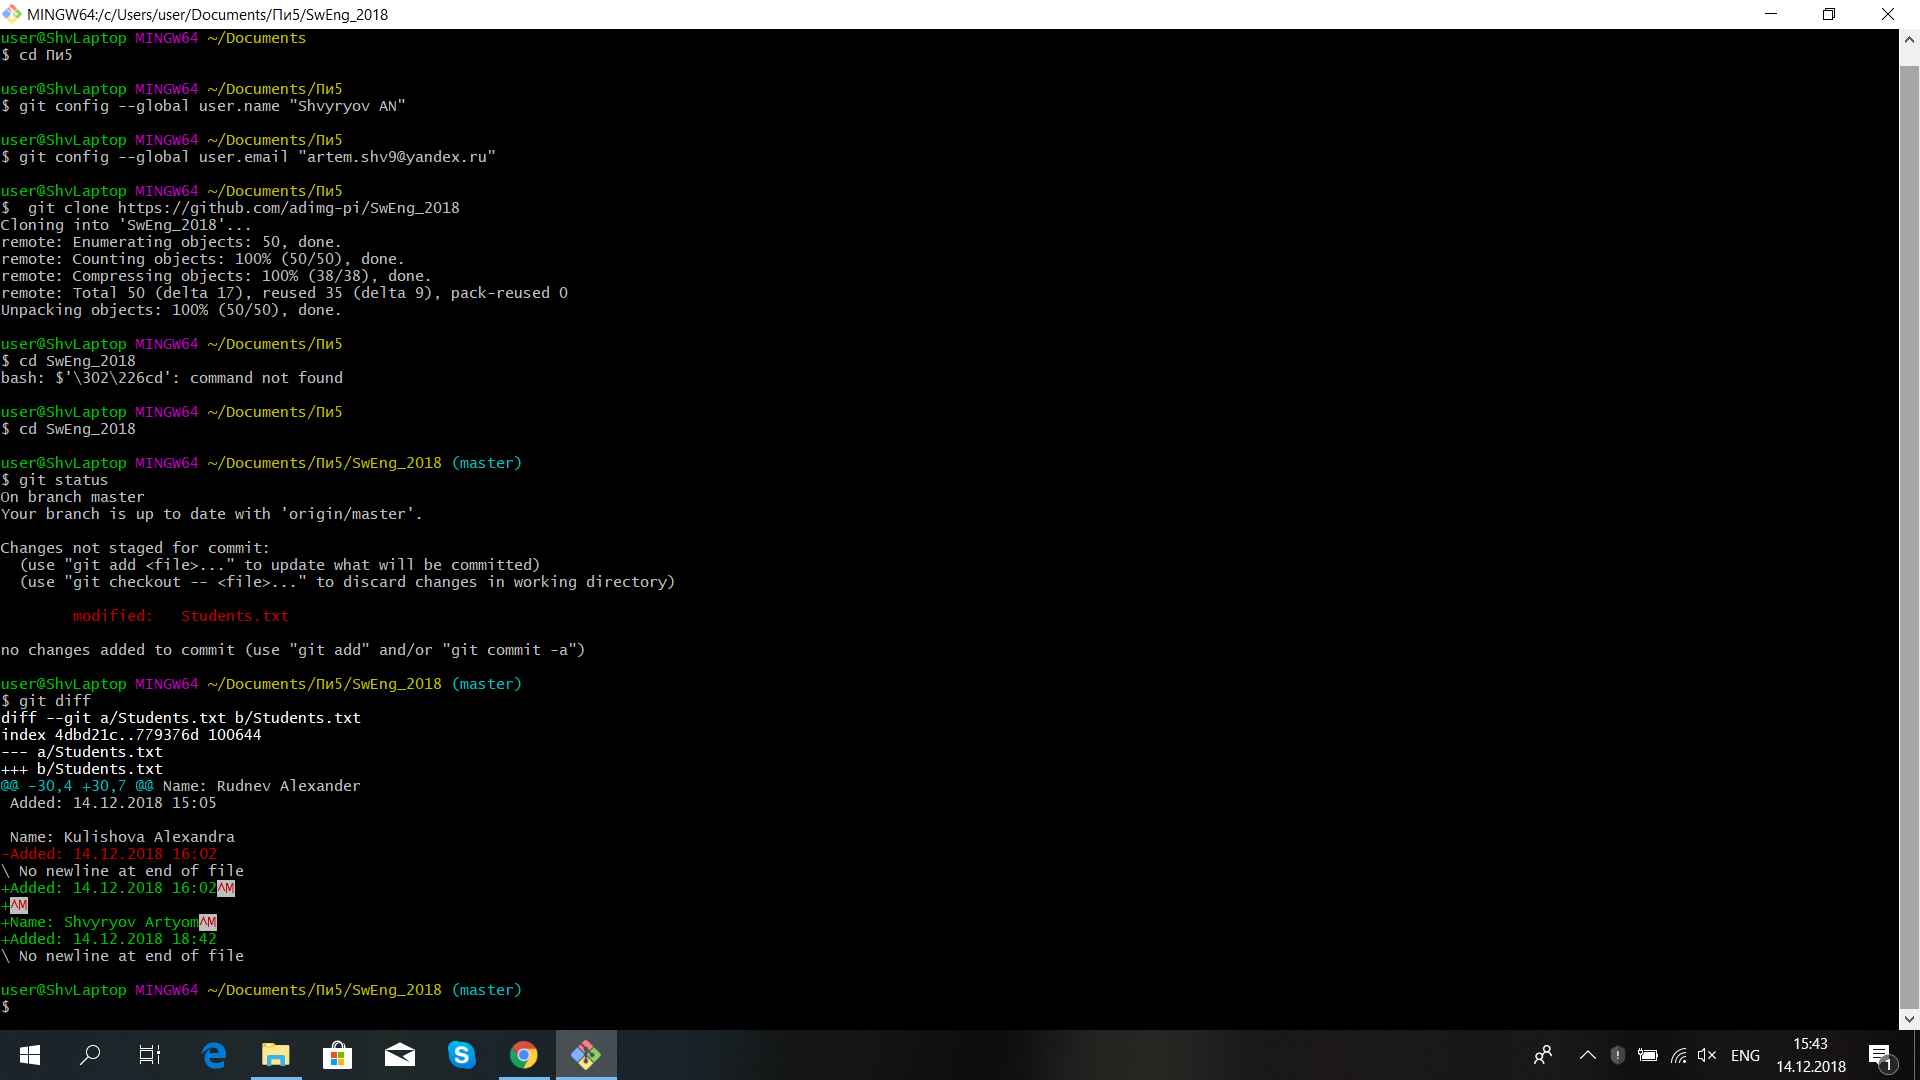 MINGW64:/c/Users/user/Documents/Пи5/SwEng_2018
user@ShvLaptop MINGW64 ~/Documents
$ cd Пи5
user@ShvLaptop MINGW64 ~/Documents/Пи5
$ git config --global user.name "Shvyryov AN"
user@ShvLaptop MINGW64 ~/Documents/Пи5
$ git config --global user.email "artem.shv9@yandex.ru"
user@ShvLaptop MINGW64 ~/Documents/Пи5
$  git clone https://github.com/adimg-pi/SwEng_2018
Cloning into 'SwEng_2018'...
remote: Enumerating objects: 50, done.
remote: Counting objects: 100% (50/50), done.
remote: Compressing objects: 100% (38/38), done.
remote: Total 50 (delta 17), reused 35 (delta 9), pack-reused 0
Unpacking objects: 100% (50/50), done.
user@ShvLaptop MINGW64 ~/Documents/Пи5
$ cd SwEng_2018
bash: $'\302\226cd': command not found
user@ShvLaptop MINGW64 ~/Documents/Пи5
$ cd SwEng_2018
user@ShvLaptop MINGW64 ~/Documents/Пи5/SwEng_2018 (master)
$ git status
On branch master
Your branch is up to date with 'origin/master'.
Changes not staged for commit:
  (use "git add <file>..." to update what will be committed)
  (use "git checkout -- <file>..." to discard changes in working directory)
        modified:   Students.txt
no changes added to commit (use "git add" and/or "git commit -a")
user@ShvLaptop MINGW64 ~/Documents/Пи5/SwEng_2018 (master)
$ git diff
diff --git a/Students.txt b/Students.txt
index 4dbd21c..779376d 100644
--- a/Students.txt
+++ b/Students.txt
@@ -30,4 +30,7 @@ Name: Rudnev Alexander
 Added: 14.12.2018 15:05
 Name: Kulishova Alexandra
-Added: 14.12.2018 16:02
\ No newline at end of file
+Added: 14.12.2018 16:02^M
+^M
+Name: Shvyryov Artyom^M
+Added: 14.12.2018 18:42
\ No newline at end of file
user@ShvLaptop MINGW64 ~/Documents/Пи5/SwEng_2018 (master)
$
ENG
15:43
14.12.2018
1